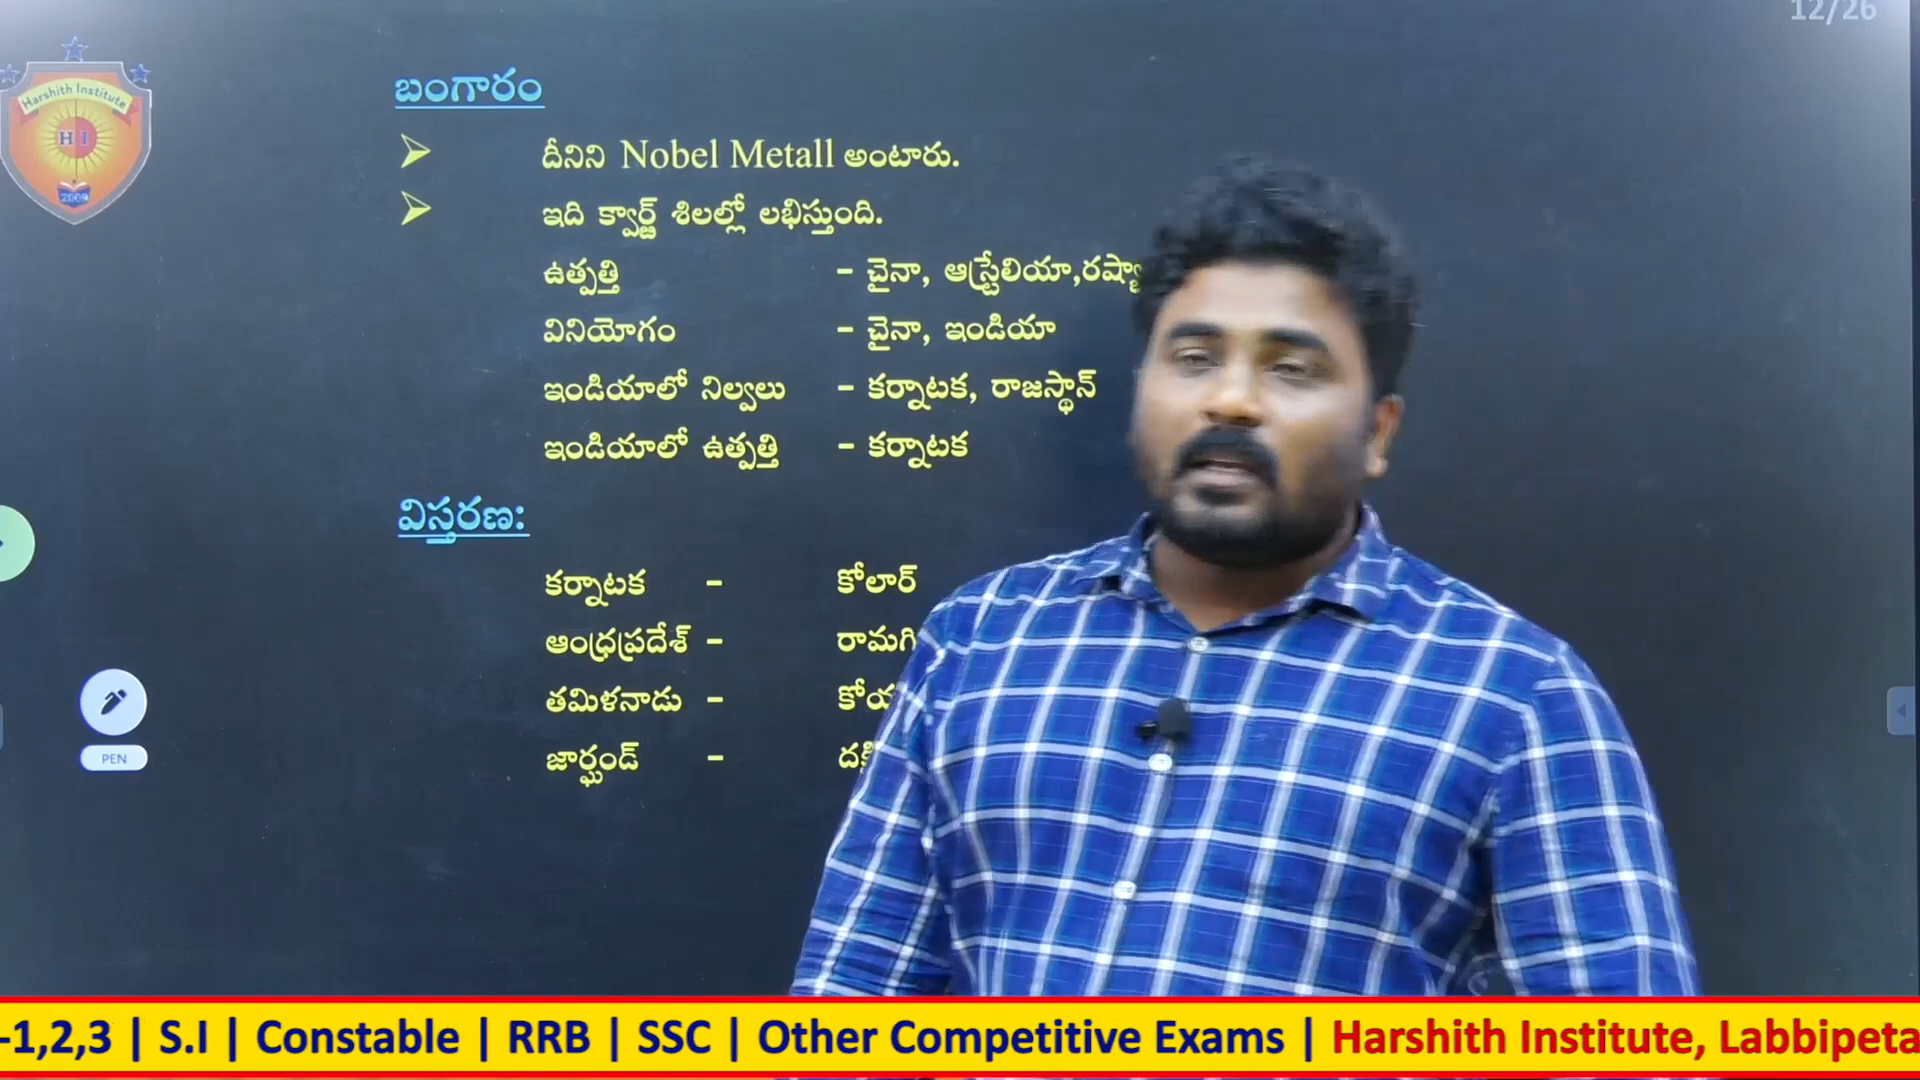 12/26
Harshith Institute
H I
2009
బంగారం
దీనిని Nobel Metall అంటారు.
ఇది క్వార్ట్జ్ శిలల్లో లభిస్తుంది.
ఉత్పత్తి - చైనా, ఆస్ట్రేలియా,రష్యా
వినియోగం - చైనా, ఇండియా
ఇండియాలో నిల్వలు - కర్నాటక, రాజస్థాన్
ఇండియాలో ఉత్పత్తి - కర్నాటక
విస్తరణ:
కర్నాటక - కోలార్
ఆంధ్రప్రదేశ్ -
తమిళనాడు -
జార్ఖండ్ -
PEN
-1,2,3 | S.I | Constable | RRB | SSC | Other Competitive Exams | Harshith Institute, Labbipeta